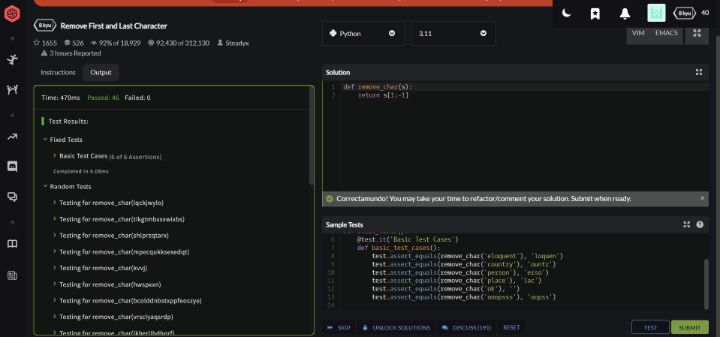 8 kyu Remove First and Last Character
1655 526 92% of 18,929 92,430 of 312,130 Steadyx
3 Issues Reported
8 kyu 40
Python
3.11
VIM EMACS
Instructions Output
Time: 470ms Passed: 46 Failed: 0
Test Results:
Fixed Tests
Basic Test Cases (6 of 6 Assertions)
Completed in 0.08ms
Random Tests
Testing for remove_char(lqckjwylo)
Testing for remove_char(tlkgtmbxsxwixbs)
Testing for remove_char(shlprzqtarx)
Testing for remove_char(mpecqukksexedqt)
Testing for remove_char(kvvj)
Testing for remove_char(hwspxxn)
Testing for remove_char(bcolddnbstxppfeoszye)
Testing for remove_char(vrsclyaqsrdp)
Solution
1 def remove_char(s):
2 return s[1:-1]
Correctamundo! You may take your time to refactor/comment your solution. Submit when ready.
Sample Tests
6 @test.it('Basic Test Cases')
7 def basic_test_cases():
8 test.assert_equals(remove_char('eloquent'), 'loquen')
9 test.assert_equals(remove_char('country'), 'ountr')
10 test.assert_equals(remove_char('person'), 'erso')
11 test.assert_equals(remove_char('place'), 'lac')
12 test.assert_equals(remove_char('ok'), '')
13 test.assert_equals(remove_char('ooopsss'), 'oopss')
14
SKIP UNLOCK SOLUTIONS DISCUSS (191) RESET TEST SUBMIT